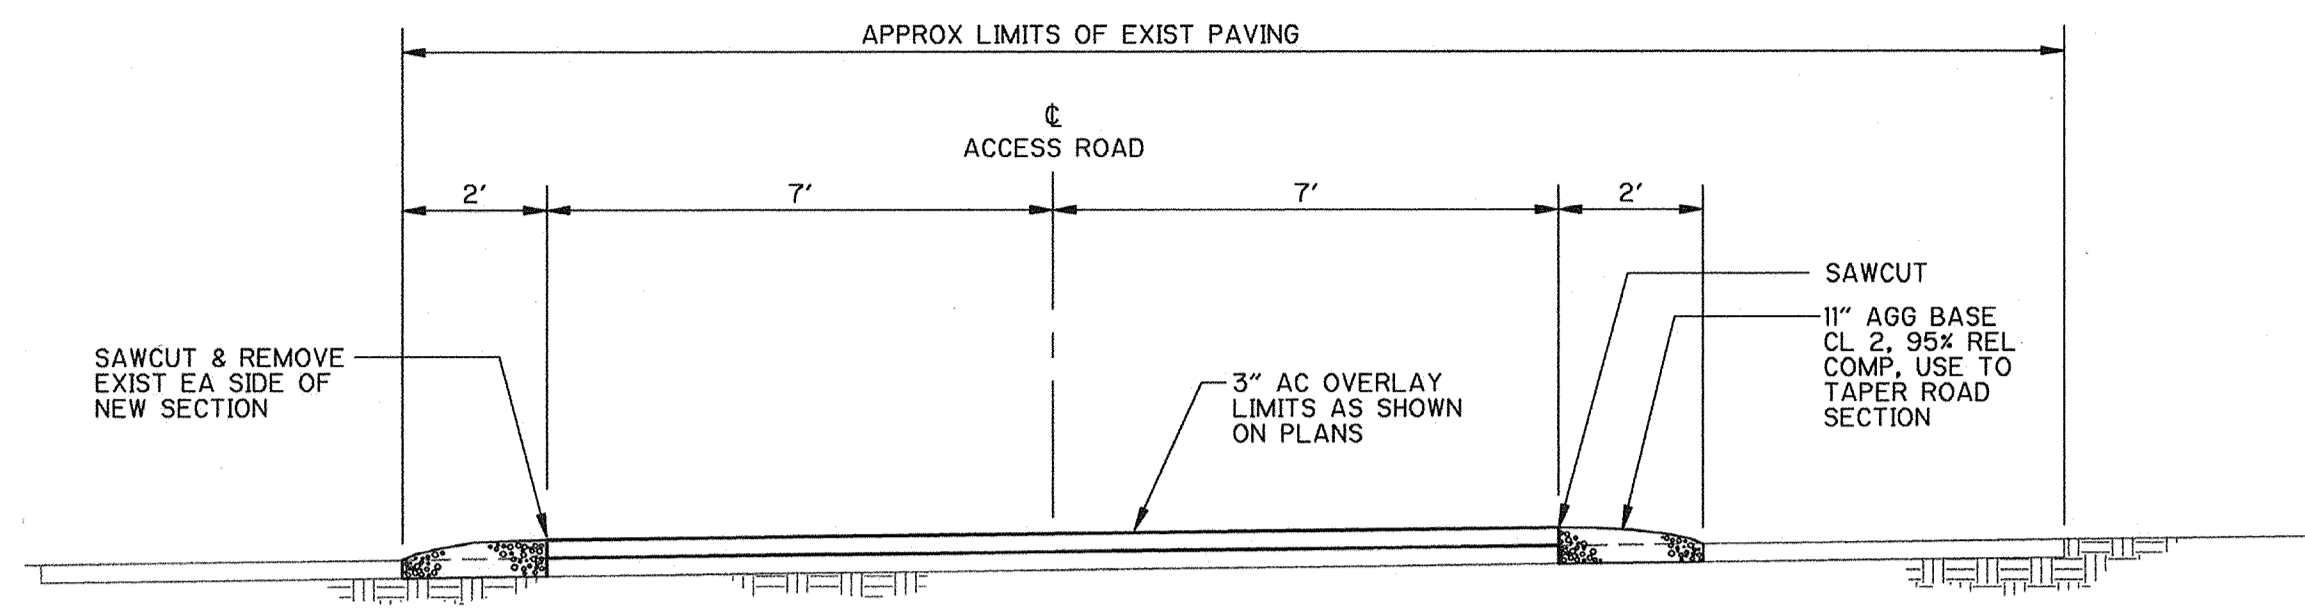 APPROX LIMITS OF EXIST PAVING
℄
ACCESS ROAD
2' 7' 7' 2'
SAWCUT
11" AGG BASE
CL 2, 95% REL
COMP, USE TO
TAPER ROAD
SECTION
SAWCUT & REMOVE
EXIST EA SIDE OF
NEW SECTION
3" AC OVERLAY
LIMITS AS SHOWN
ON PLANS